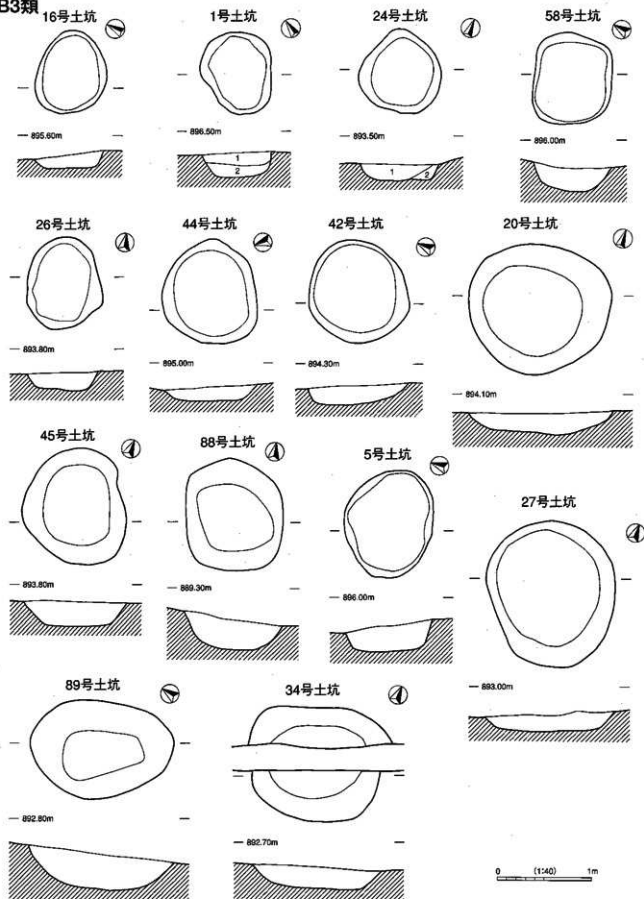 B3類
16号土坑
1号土坑
24号土坑
58号土坑
895.60m
896.50m
893.50m
896.00m
1
2
1
2
26号土坑
44号土坑
42号土坑
20号土坑
893.80m
895.00m
894.30m
894.10m
45号土坑
88号土坑
5号土坑
27号土坑
893.80m
889.30m
896.00m
893.00m
89号土坑
34号土坑
892.80m
892.70m
0 (1:40) 1m